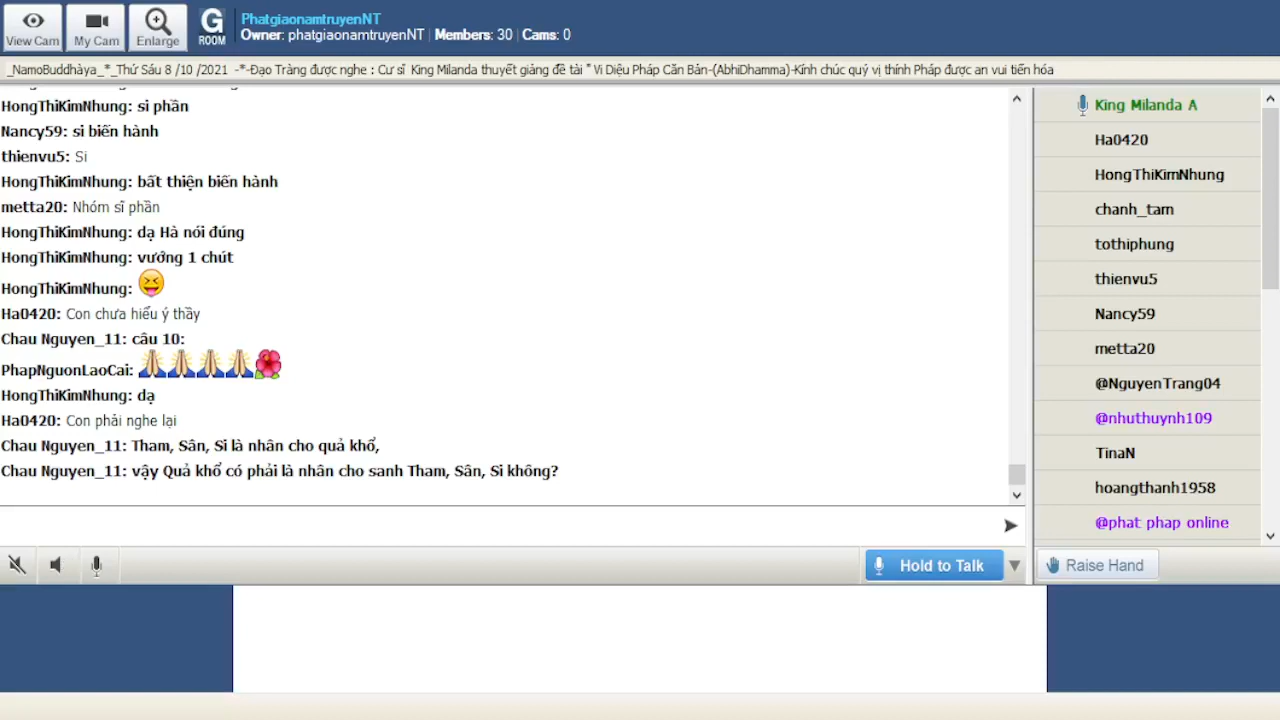 View Cam
My Cam
Enlarge
G
ROOM
PhatgiaonamtruyenNT
Owner: phatgiaonamtruyenNT | Members: 30 | Cams: 0
_NamoBuddhàya_*_Thứ Sáu 8 /10 /2021 -*-Đạo Tràng được nghe : Cư sĩ King Milanda thuyết giảng đề tài " Vi Diệu Pháp Căn Bản-(AbhiDhamma)-Kính chúc quý vị thính Pháp được an vui tiến hóa
HongThiKimNhung: si phần
Nancy59: si biến hành
thienvu5: Si
HongThiKimNhung: bất thiện biến hành
metta20: Nhóm sĩ phần
HongThiKimNhung: dạ Hà nói đúng
HongThiKimNhung: vướng 1 chút
HongThiKimNhung:
Ha0420: Con chưa hiểu ý thầy
Chau Nguyen_11: câu 10:
PhapNguonLaoCai:
HongThiKimNhung: dạ
Ha0420: Con phải nghe lại
Chau Nguyen_11: Tham, Sân, Si là nhân cho quả khổ,
Chau Nguyen_11: vậy Quả khổ có phải là nhân cho sanh Tham, Sân, Si không?
King Milanda A
Ha0420
HongThiKimNhung
chanh_tam
tothiphung
thienvu5
Nancy59
metta20
@NguyenTrang04
@nhuthuynh109
TinaN
hoangthanh1958
@phat phap online
Hold to Talk
Raise Hand